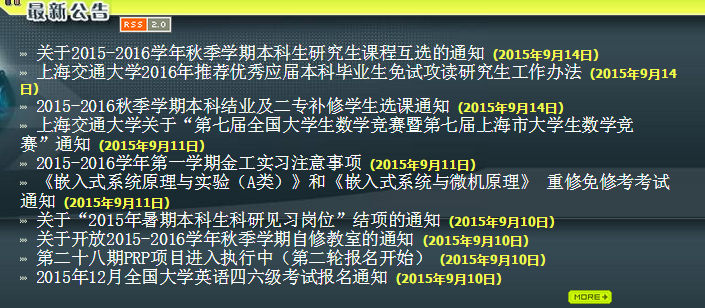 最新公告
RSS 2.0
» 关于2015-2016学年秋季学期本科生研究生课程互选的通知 (2015年9月14日)
» 上海交通大学2016年推荐优秀应届本科毕业生免试攻读研究生工作办法 (2015年9月14
日)
» 2015-2016秋季学期本科结业及二专补修学生选课通知 (2015年9月14日)
» 上海交通大学关于“第七届全国大学生数学竞赛暨第七届上海市大学生数学竞
赛”通知 (2015年9月11日)
» 2015-2016学年第一学期金工实习注意事项 (2015年9月11日)
» 《嵌入式系统原理与实验（A类）》和《嵌入式系统与微机原理》 重修免修考考试
通知 (2015年9月11日)
» 关于“2015年暑期本科生科研见习岗位”结项的通知 (2015年9月10日)
» 关于开放2015-2016学年秋季学期自修教室的通知 (2015年9月10日)
» 第二十八期PRP项目进入执行中（第二轮报名开始） (2015年9月10日)
» 2015年12月全国大学英语四六级考试报名通知 (2015年9月10日)
MORE